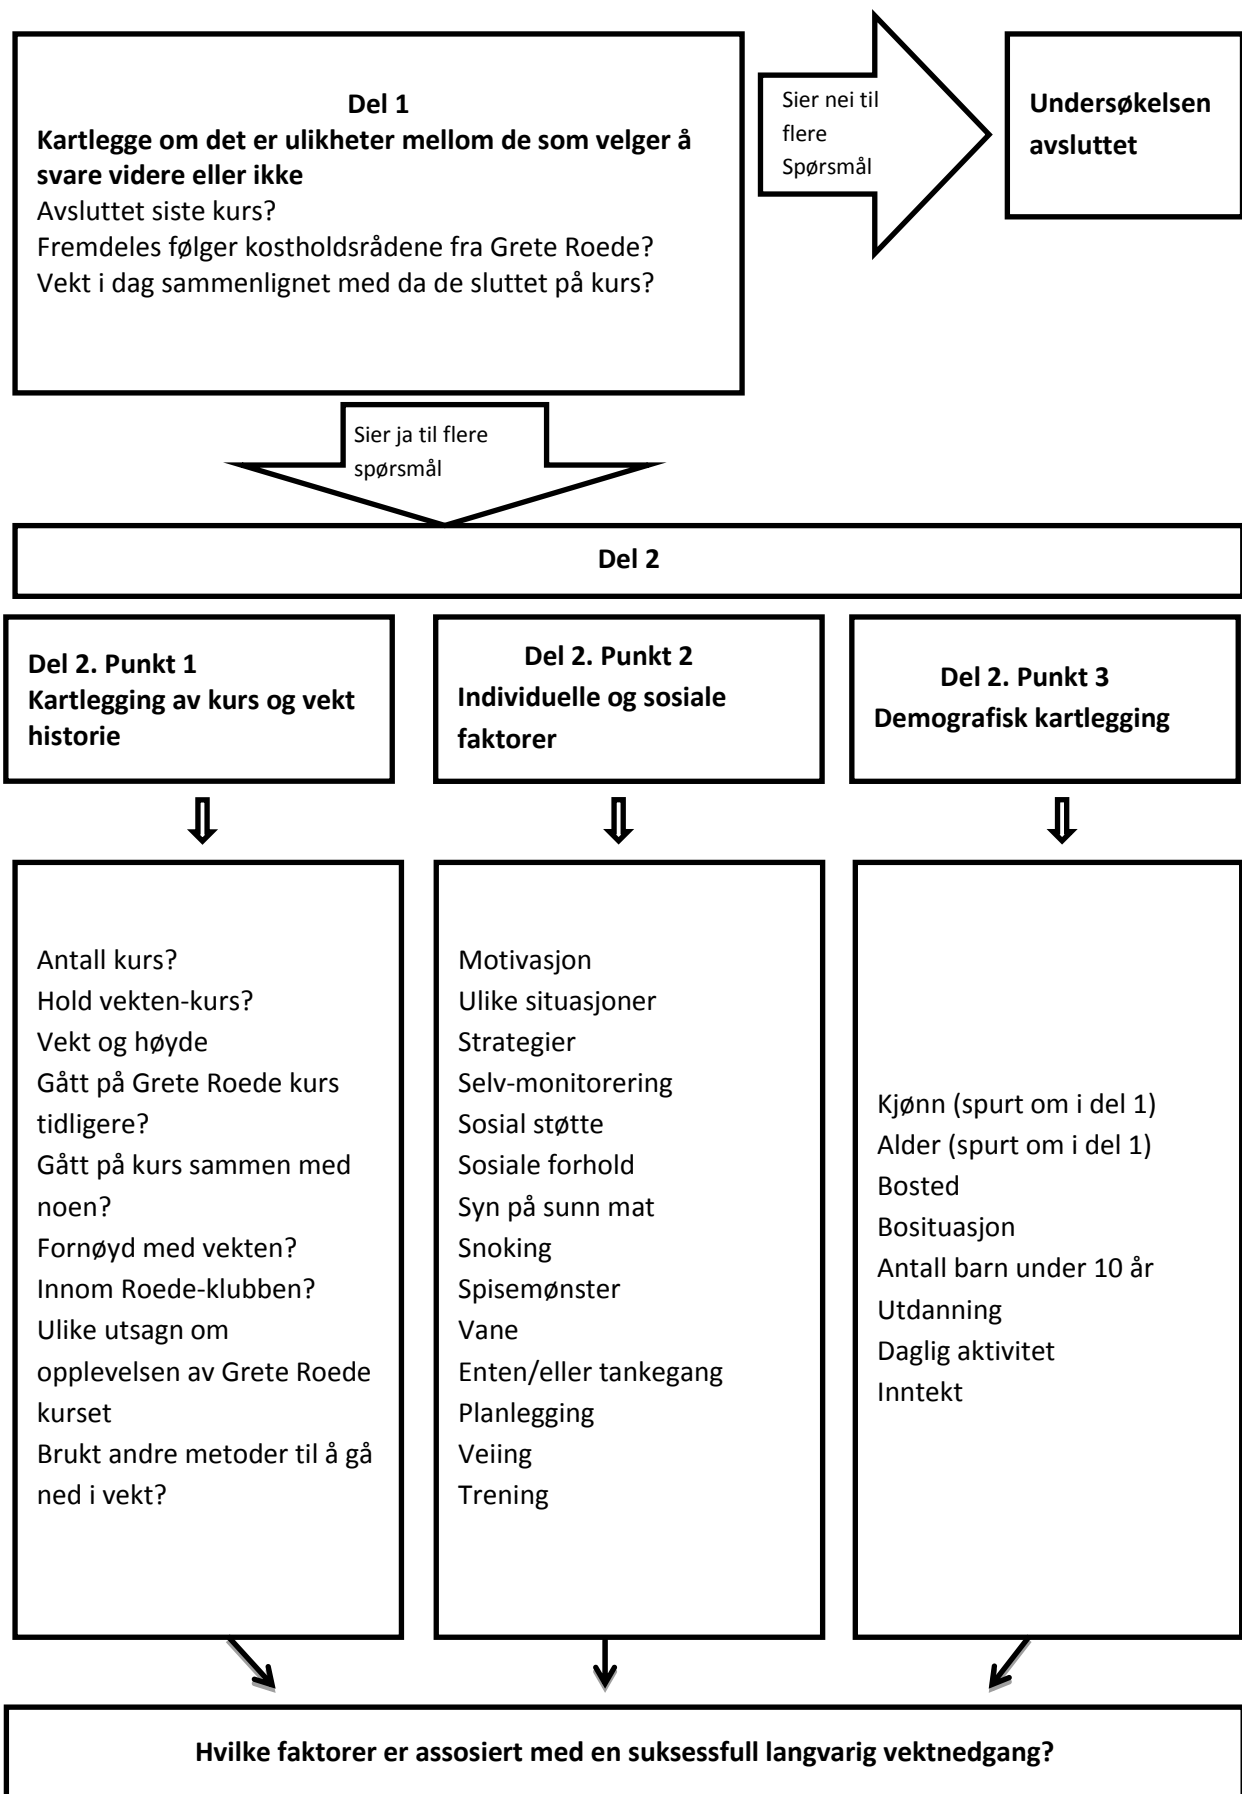 Del 1
Kartlegge om det er ulikheter mellom de som velger å
svare videre eller ikke
Avsluttet siste kurs?
Fremdeles følger kostholdsrådene fra Grete Roede?
Vekt i dag sammenlignet med da de sluttet på kurs?
Sier nei til
flere
Spørsmål
Undersøkelsen
avsluttet
Sier ja til flere
spørsmål
Del 2
Del 2. Punkt 1
Kartlegging av kurs og vekt
historie
Del 2. Punkt 2
Individuelle og sosiale
faktorer
Del 2. Punkt 3
Demografisk kartlegging
Antall kurs?
Hold vekten-kurs?
Vekt og høyde
Gått på Grete Roede kurs
tidligere?
Gått på kurs sammen med
noen?
Fornøyd med vekten?
Innom Roede-klubben?
Ulike utsagn om
opplevelsen av Grete Roede
kurset
Brukt andre metoder til å gå
ned i vekt?
Motivasjon
Ulike situasjoner
Strategier
Selv-monitorering
Sosial støtte
Sosiale forhold
Syn på sunn mat
Snoking
Spisemønster
Vane
Enten/eller tankegang
Planlegging
Veiing
Trening
Kjønn (spurt om i del 1)
Alder (spurt om i del 1)
Bosted
Bosituasjon
Antall barn under 10 år
Utdanning
Daglig aktivitet
Inntekt
Hvilke faktorer er assosiert med en suksessfull langvarig vektnedgang?